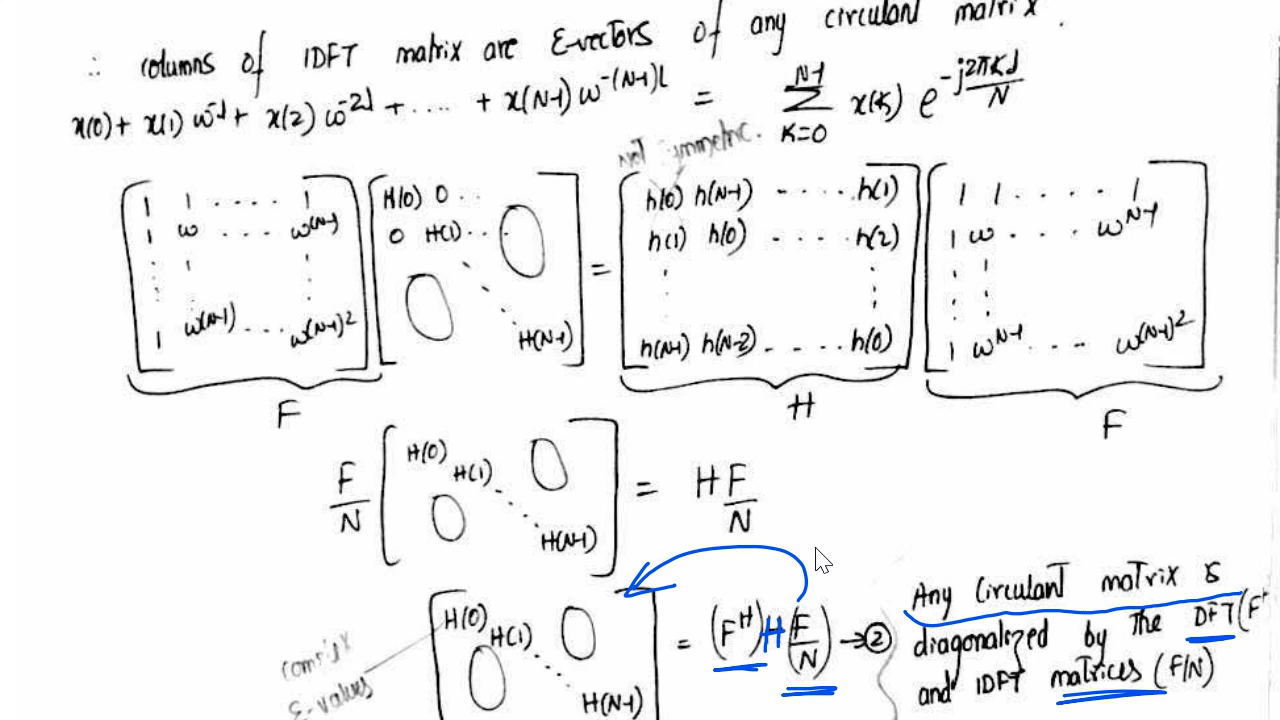 ∴ columns of IDFT matrix are E-vectors of any circulant matrix.
x(0)+ x(1) ω^-l + x(2) ω^-2l + .... + x(N-1) ω^-(N-1)l = Σ_{K=0}^{N-1} x(K) e^{-j2πKl/N}
Not symmetric.
[ 1 1 .... 1 ] [ H(0) 0 .. ] = [ h(0) h(N-1) ..... h(1) ] [ 1 1 .... 1 ]
[ 1 ω .... ω^(N-1) ] [ 0 H(1) ... ] [ h(1) h(0) .... h(2) ] [ 1 ω .... ω^N-1 ]
[ 1 ω^(N-1) .... ω^(N-1)^2 ] [ H(N-1) ] [ h(N-1) h(N-2) ..... h(0) ] [ 1 ω^N-1 .... ω^(N-1)^2 ]
F H F
F/N [ H(0) H(1) ... H(N-1) ] = H F/N
[ H(0) H(1) ... H(N-1) ] = (F^H) H (F/N) → ②
complex
E-values
Any Circulant matrix is
diagonalized by the DFT (F^H
and IDFT matrices (F/N)